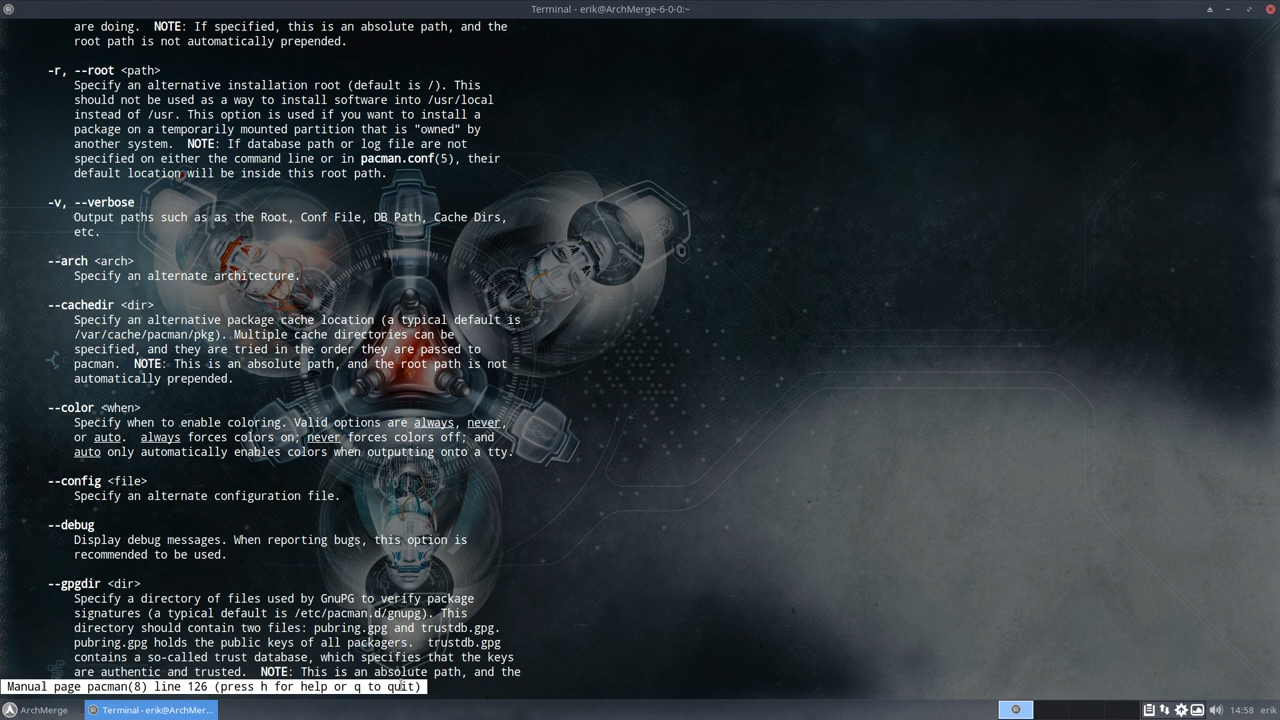 Terminal - erik@ArchMerge-6-0-0:~
are doing.  NOTE: If specified, this is an absolute path, and the
root path is not automatically prepended.
-r, --root <path>
Specify an alternative installation root (default is /). This
should not be used as a way to install software into /usr/local
instead of /usr. This option is used if you want to install a
package on a temporarily mounted partition that is "owned" by
another system.  NOTE: If database path or log file are not
specified on either the command line or in pacman.conf(5), their
default location will be inside this root path.
-v, --verbose
Output paths such as as the Root, Conf File, DB Path, Cache Dirs,
etc.
--arch <arch>
Specify an alternate architecture.
--cachedir <dir>
Specify an alternative package cache location (a typical default is
/var/cache/pacman/pkg). Multiple cache directories can be
specified, and they are tried in the order they are passed to
pacman.  NOTE: This is an absolute path, and the root path is not
automatically prepended.
--color <when>
Specify when to enable coloring. Valid options are always, never,
or auto.  always forces colors on; never forces colors off; and
auto only automatically enables colors when outputting onto a tty.
--config <file>
Specify an alternate configuration file.
--debug
Display debug messages. When reporting bugs, this option is
recommended to be used.
--gpgdir <dir>
Specify a directory of files used by GnuPG to verify package
signatures (a typical default is /etc/pacman.d/gnupg). This
directory should contain two files: pubring.gpg and trustdb.gpg.
pubring.gpg holds the public keys of all packagers.  trustdb.gpg
contains a so-called trust database, which specifies that the keys
are authentic and trusted.  NOTE: This is an absolute path, and the
Manual page pacman(8) line 126 (press h for help or q to quit)
ArchMerge
Terminal - erik@ArchMer...
14:58
erik